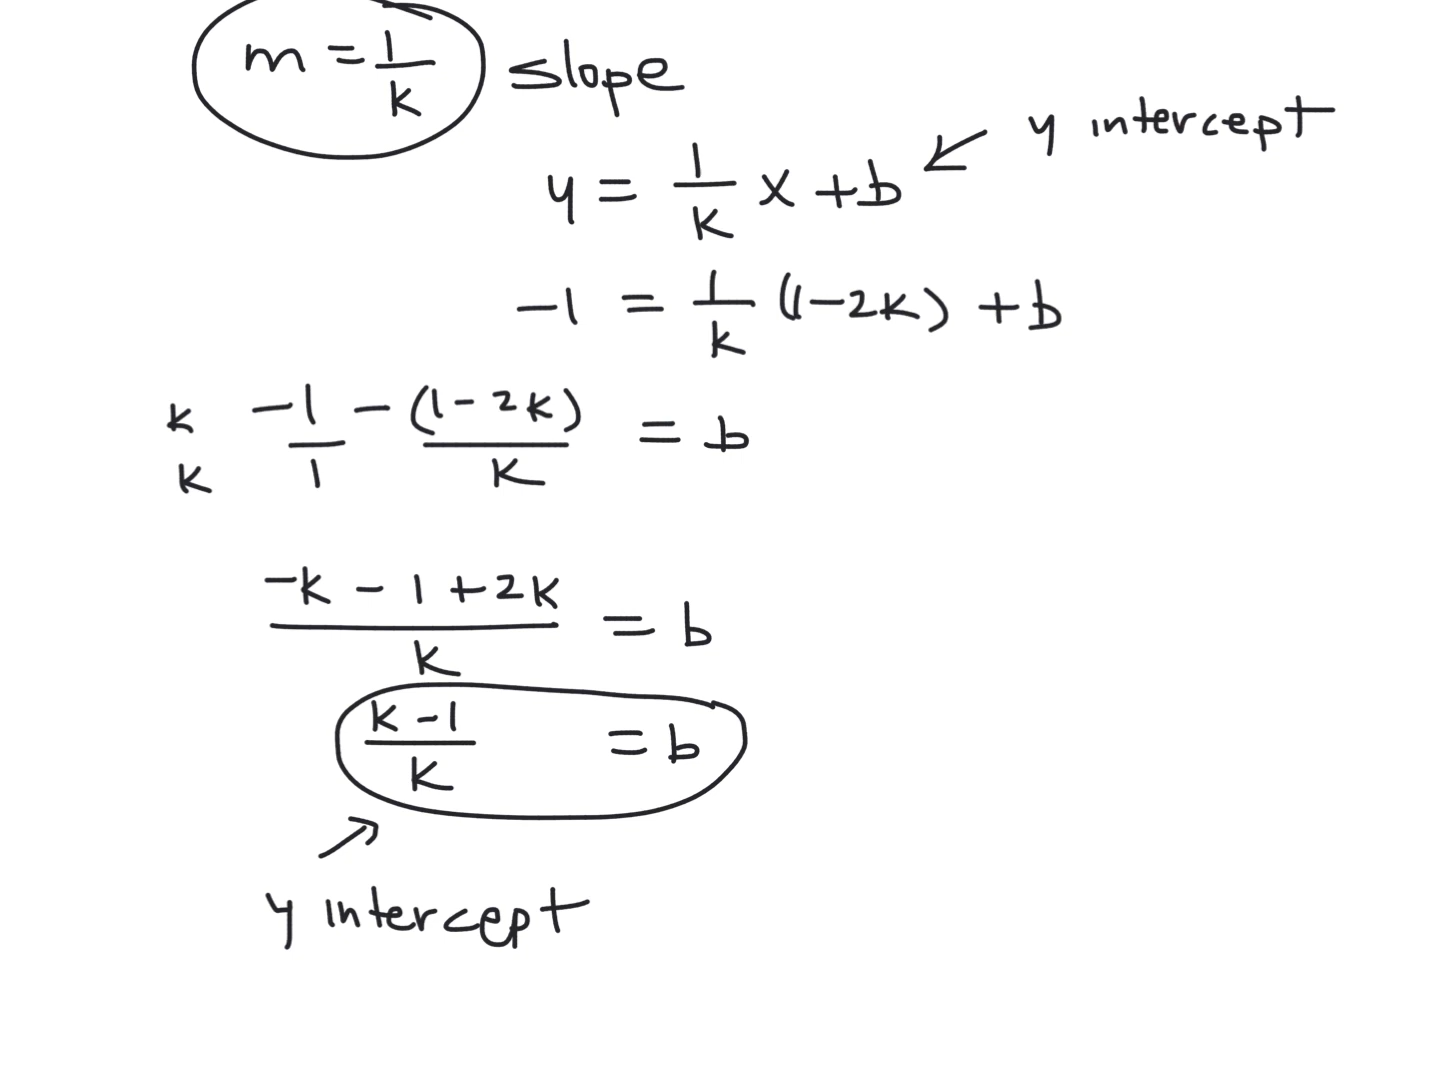 m = 1/k slope
y intercept
y = 1/k x + b
-1 = 1/k (1-2k) + b
k/k -1/1 - (1-2k)/k = b
(-k - 1 + 2k)/k = b
(k-1)/k = b
y intercept